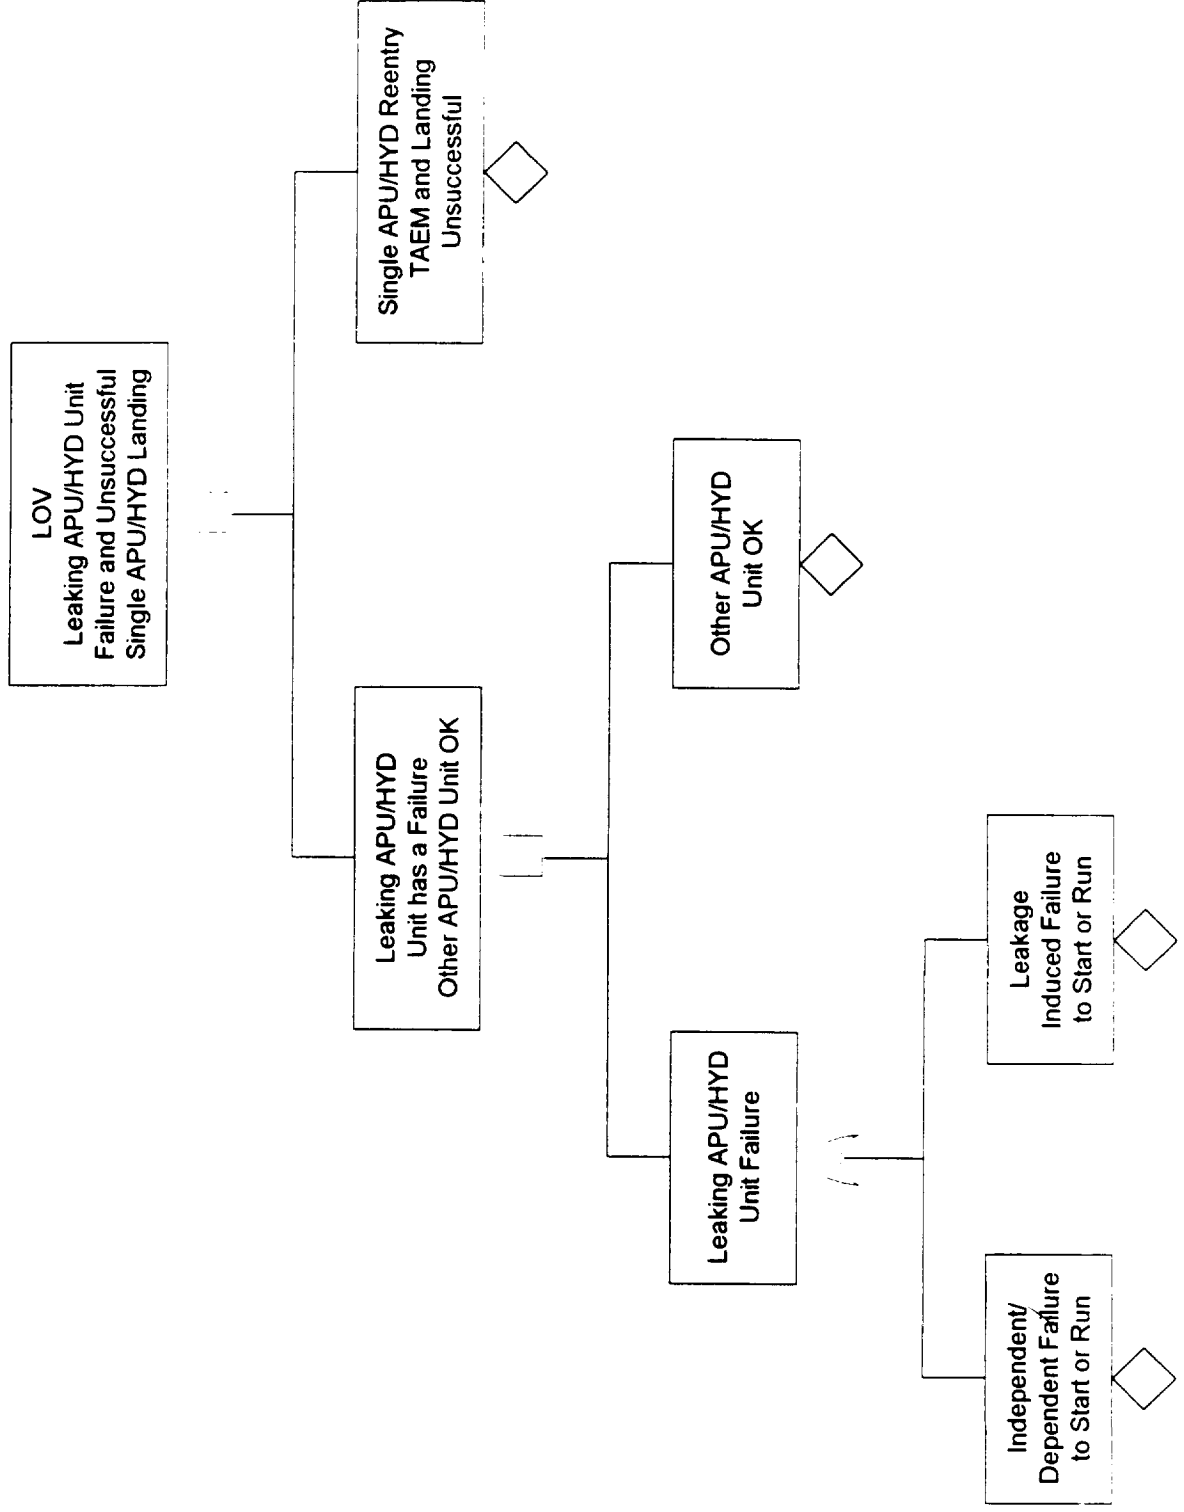 LOV
Leaking APU/HYD Unit
Failure and Unsuccessful
Single APU/HYD Landing
Leaking APU/HYD
Unit has a Failure
Other APU/HYD Unit OK
Single APU/HYD Reentry
TAEM and Landing
Unsuccessful
Leaking APU/HYD
Unit Failure
Other APU/HYD
Unit OK
Independent/
Dependent Failure
to Start or Run
Leakage
Induced Failure
to Start or Run